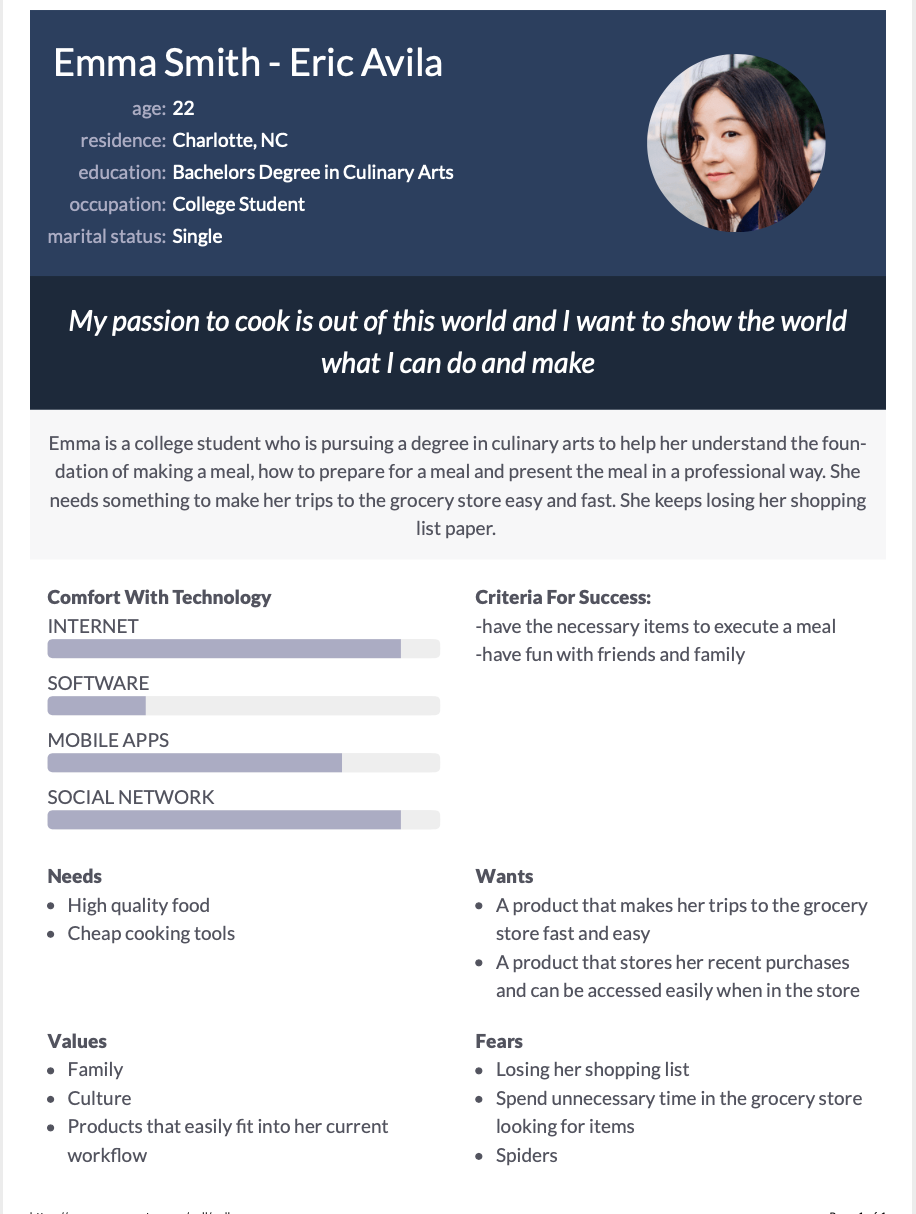 Emma Smith - Eric Avila
age: 22
residence: Charlotte, NC
education: Bachelors Degree in Culinary Arts
occupation: College Student
marital status: Single
My passion to cook is out of this world and I want to show the world
what I can do and make
Emma is a college student who is pursuing a degree in culinary arts to help her understand the foun-
dation of making a meal, how to prepare for a meal and present the meal in a professional way. She
needs something to make her trips to the grocery store easy and fast. She keeps losing her shopping
list paper.
Comfort With Technology
INTERNET
SOFTWARE
MOBILE APPS
SOCIAL NETWORK
Criteria For Success:
-have the necessary items to execute a meal
-have fun with friends and family
Needs
• High quality food
• Cheap cooking tools
Wants
• A product that makes her trips to the grocery
store fast and easy
• A product that stores her recent purchases
and can be accessed easily when in the store
Values
• Family
• Culture
• Products that easily fit into her current
workflow
Fears
• Losing her shopping list
• Spend unnecessary time in the grocery store
looking for items
• Spiders